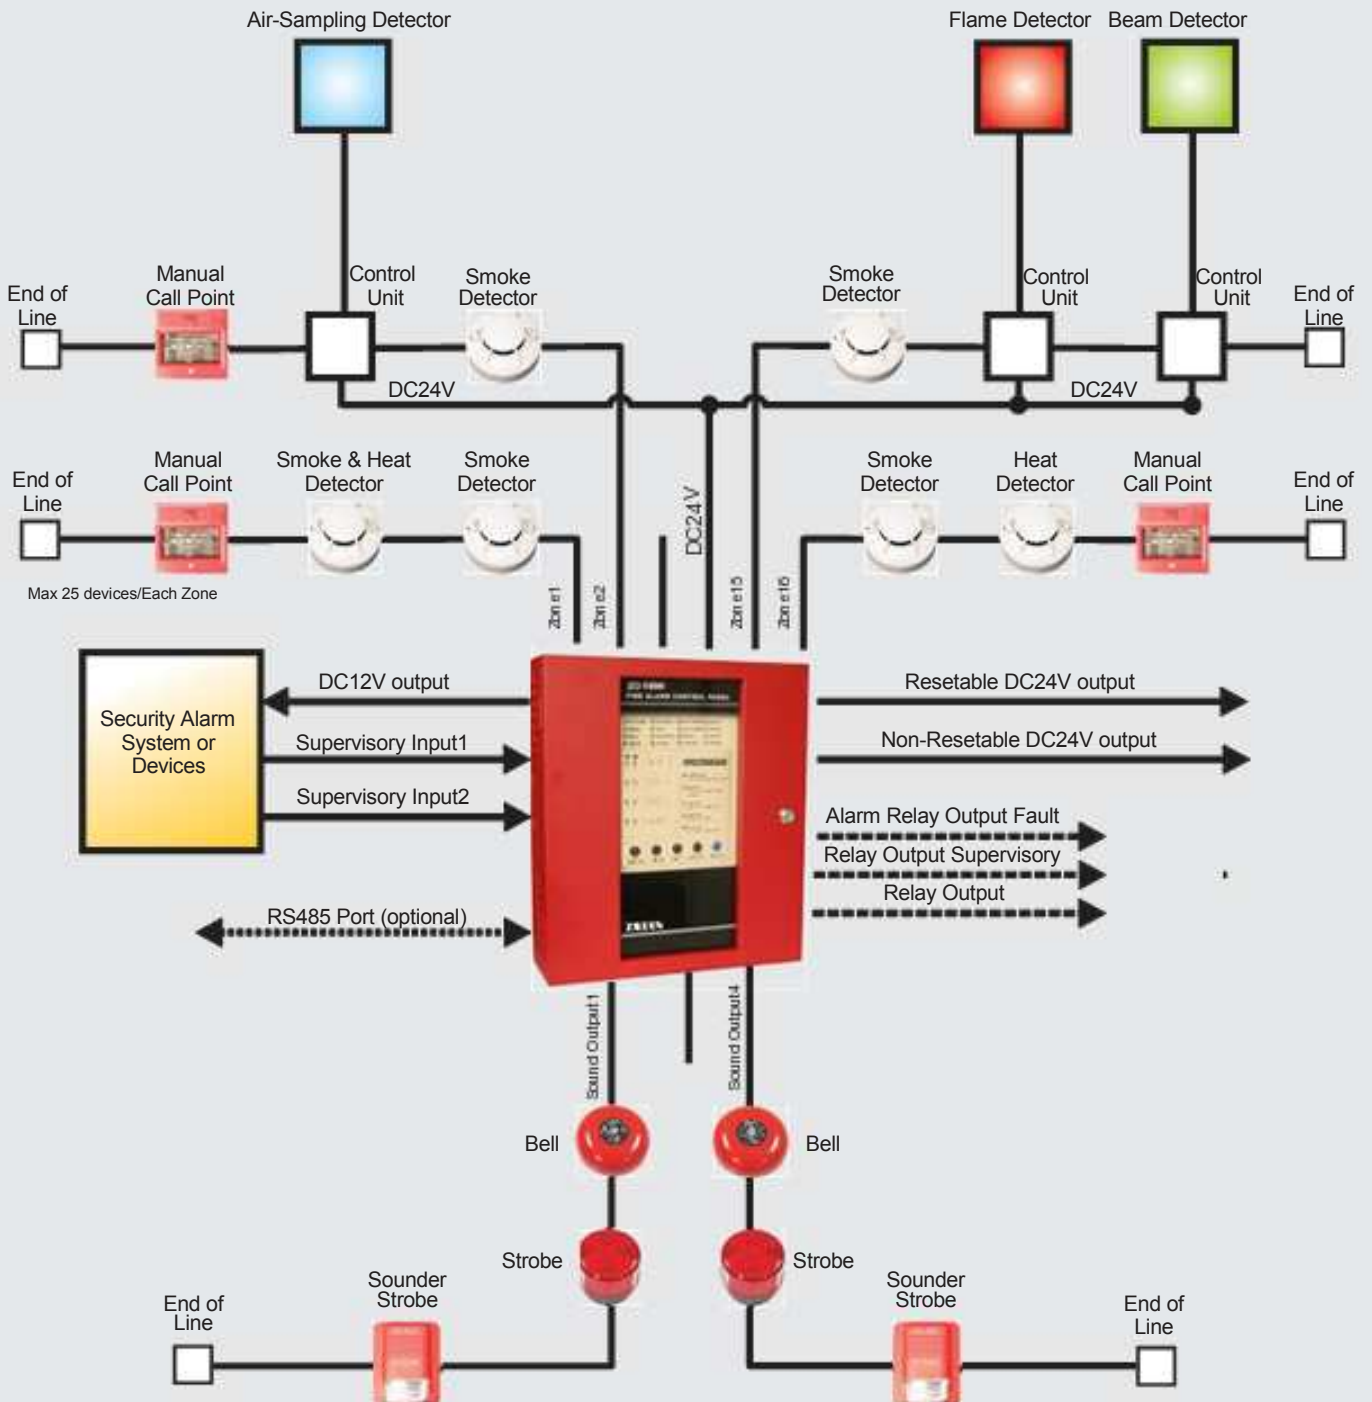 Air-Sampling Detector
Flame Detector
Beam Detector
End of
Line
Manual
Call Point
Control
Unit
Smoke
Detector
Smoke
Detector
Control
Unit
Control
Unit
End of
Line
DC24V
DC24V
End of
Line
Manual
Call Point
Smoke & Heat
Detector
Smoke
Detector
DC24V
Smoke
Detector
Heat
Detector
Manual
Call Point
End of
Line
Max 25 devices/Each Zone
Zone1
Zone2
Zone15
Zone16
Security Alarm
System or
Devices
DC12V output
Supervisory Input1
Supervisory Input2
RS485 Port (optional)
FIRE ALARM CONTROL PANEL
Resetable DC24V output
Non-Resetable DC24V output
Alarm Relay Output Fault
Relay Output Supervisory
Relay Output
Sound Output1
Sound Output4
Bell
Bell
Strobe
Strobe
End of
Line
Sounder
Strobe
Sounder
Strobe
End of
Line